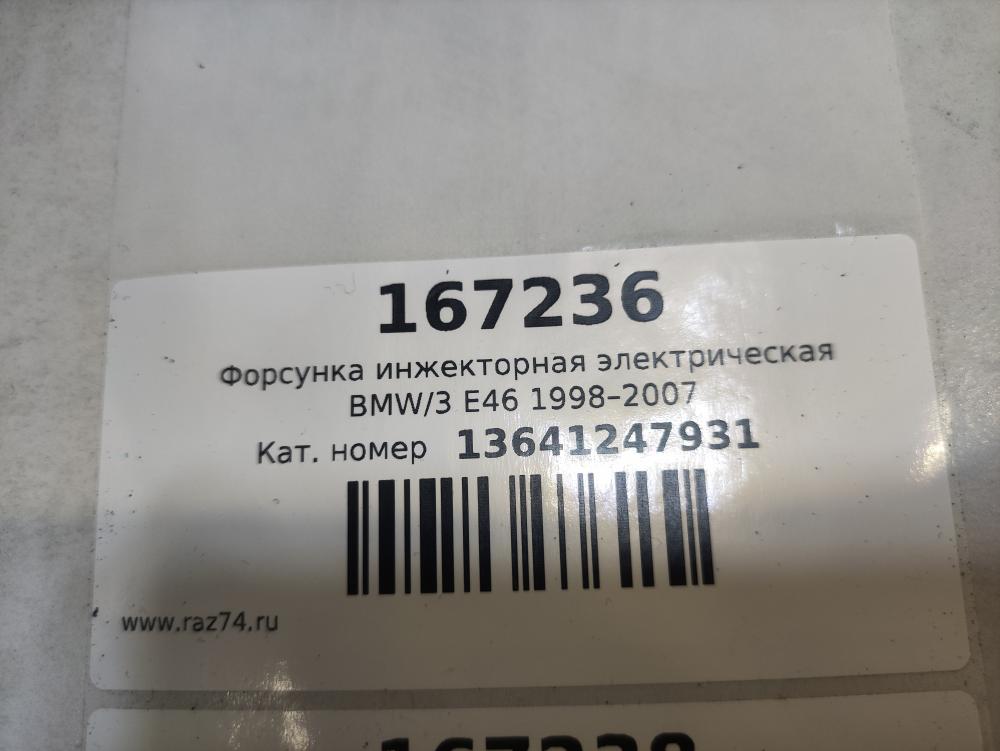 167236
Форсунка инжекторная электрическая
BMW/3 E46 1998–2007
Кат. номер 13641247931
www.raz74.ru